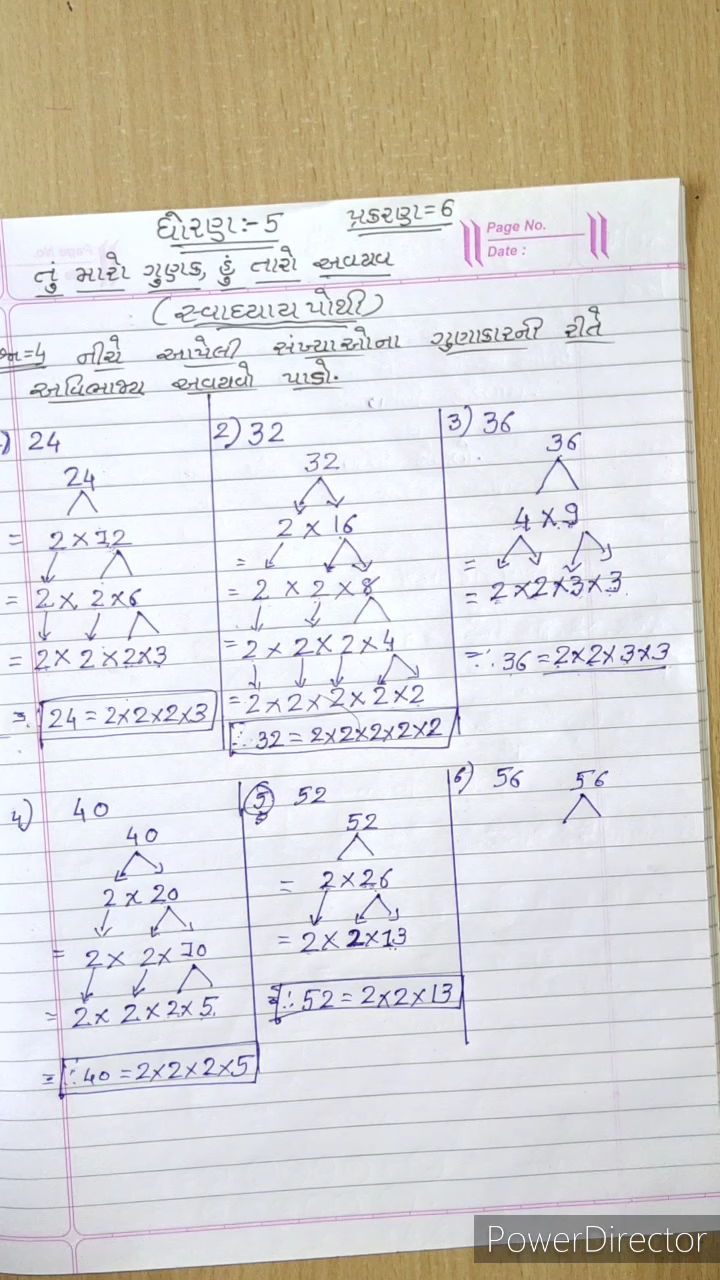 ધોરણ:- 5 પ્રકરણ = 6
Page No.
Date :
તું મારો ગુણક, હું તારો અવયવ
(સ્વાધ્યાય પોથી)
=4 નીચે આપેલી સંખ્યાઓના ગુણાકારની રીતે
અવિભાજ્ય અવયવો પાડો.
24
24
= 2×12
= 2×2×6
= 2×2×2×3
24 = 2×2×2×3
2) 32
32
2×16
=
= 2×2×8
= 2×2×2×4
= 2×2×2×2×2
∴ 32 = 2×2×2×2×2
3) 36
36
4×9
=
= 2×2×3×3
=∴ 36 = 2×2×3×3
4) 40
40
2×20
= 2×2×10
= 2×2×2×5
= ∴ 40 = 2×2×2×5
5 52
52
= 2×26
= 2×2×13
∴ 52 = 2×2×13
6) 56 56
PowerDirector